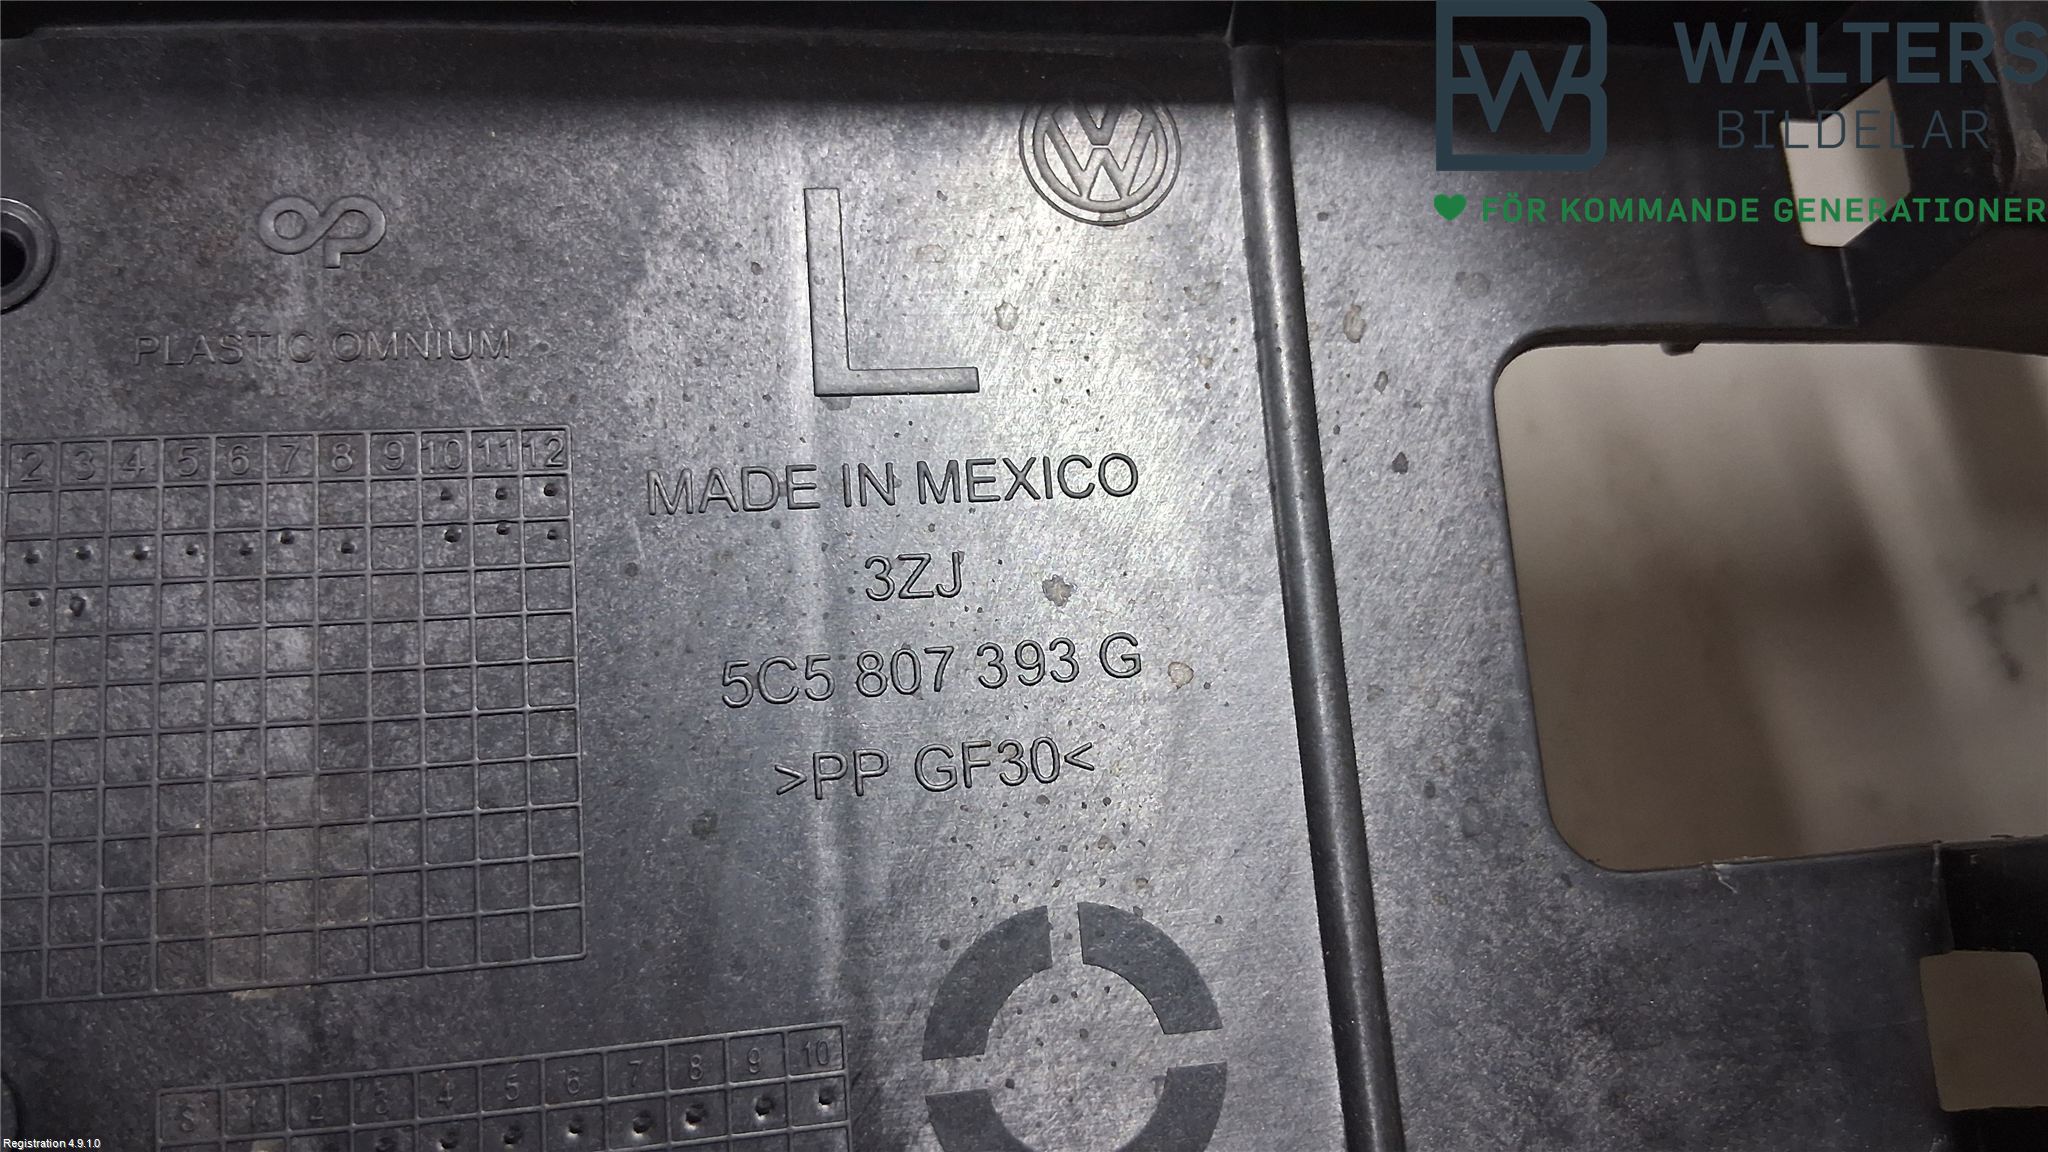 WALTERS
BILDELAR
FÖR KOMMANDE GENERATIONER
PLASTIC OMNIUM
L
2 3 4 5 6 7 8 9 10 11 12
MADE IN MEXICO
3ZJ
5C5 807 393 G
>PP GF30<
S 1 2 3 4 5 6 7 8 9 10
Registration 4.9.1.0